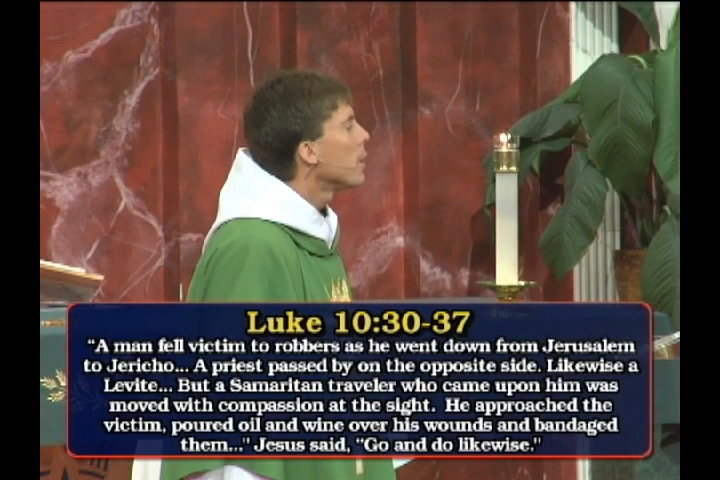 Luke 10:30-37
"A man fell victim to robbers as he went down from Jerusalem
to Jericho... A priest passed by on the opposite side. Likewise a
Levite... But a Samaritan traveler who came upon him was
moved with compassion at the sight.  He approached the
victim, poured oil and wine over his wounds and bandaged
them..." Jesus said, "Go and do likewise."